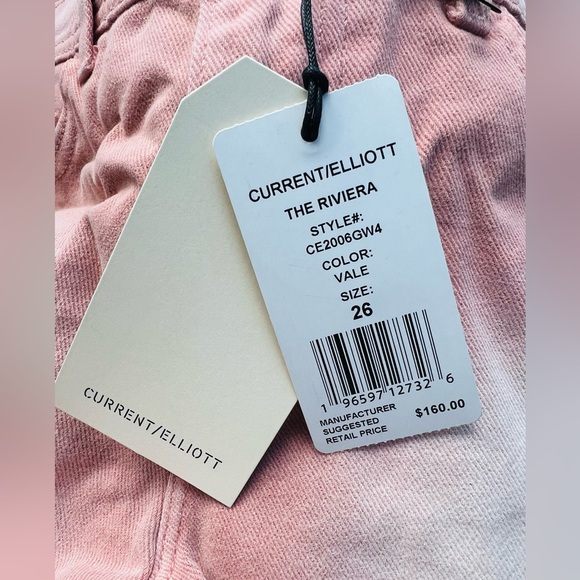 CURRENT/ELLIOTT
THE RIVIERA
STYLE#:
CE2006GW4
COLOR:
VALE
SIZE:
26
1 96597 12732 6
MANUFACTURER
SUGGESTED
RETAIL PRICE
$160.00
CURRENT/ELLIOTT